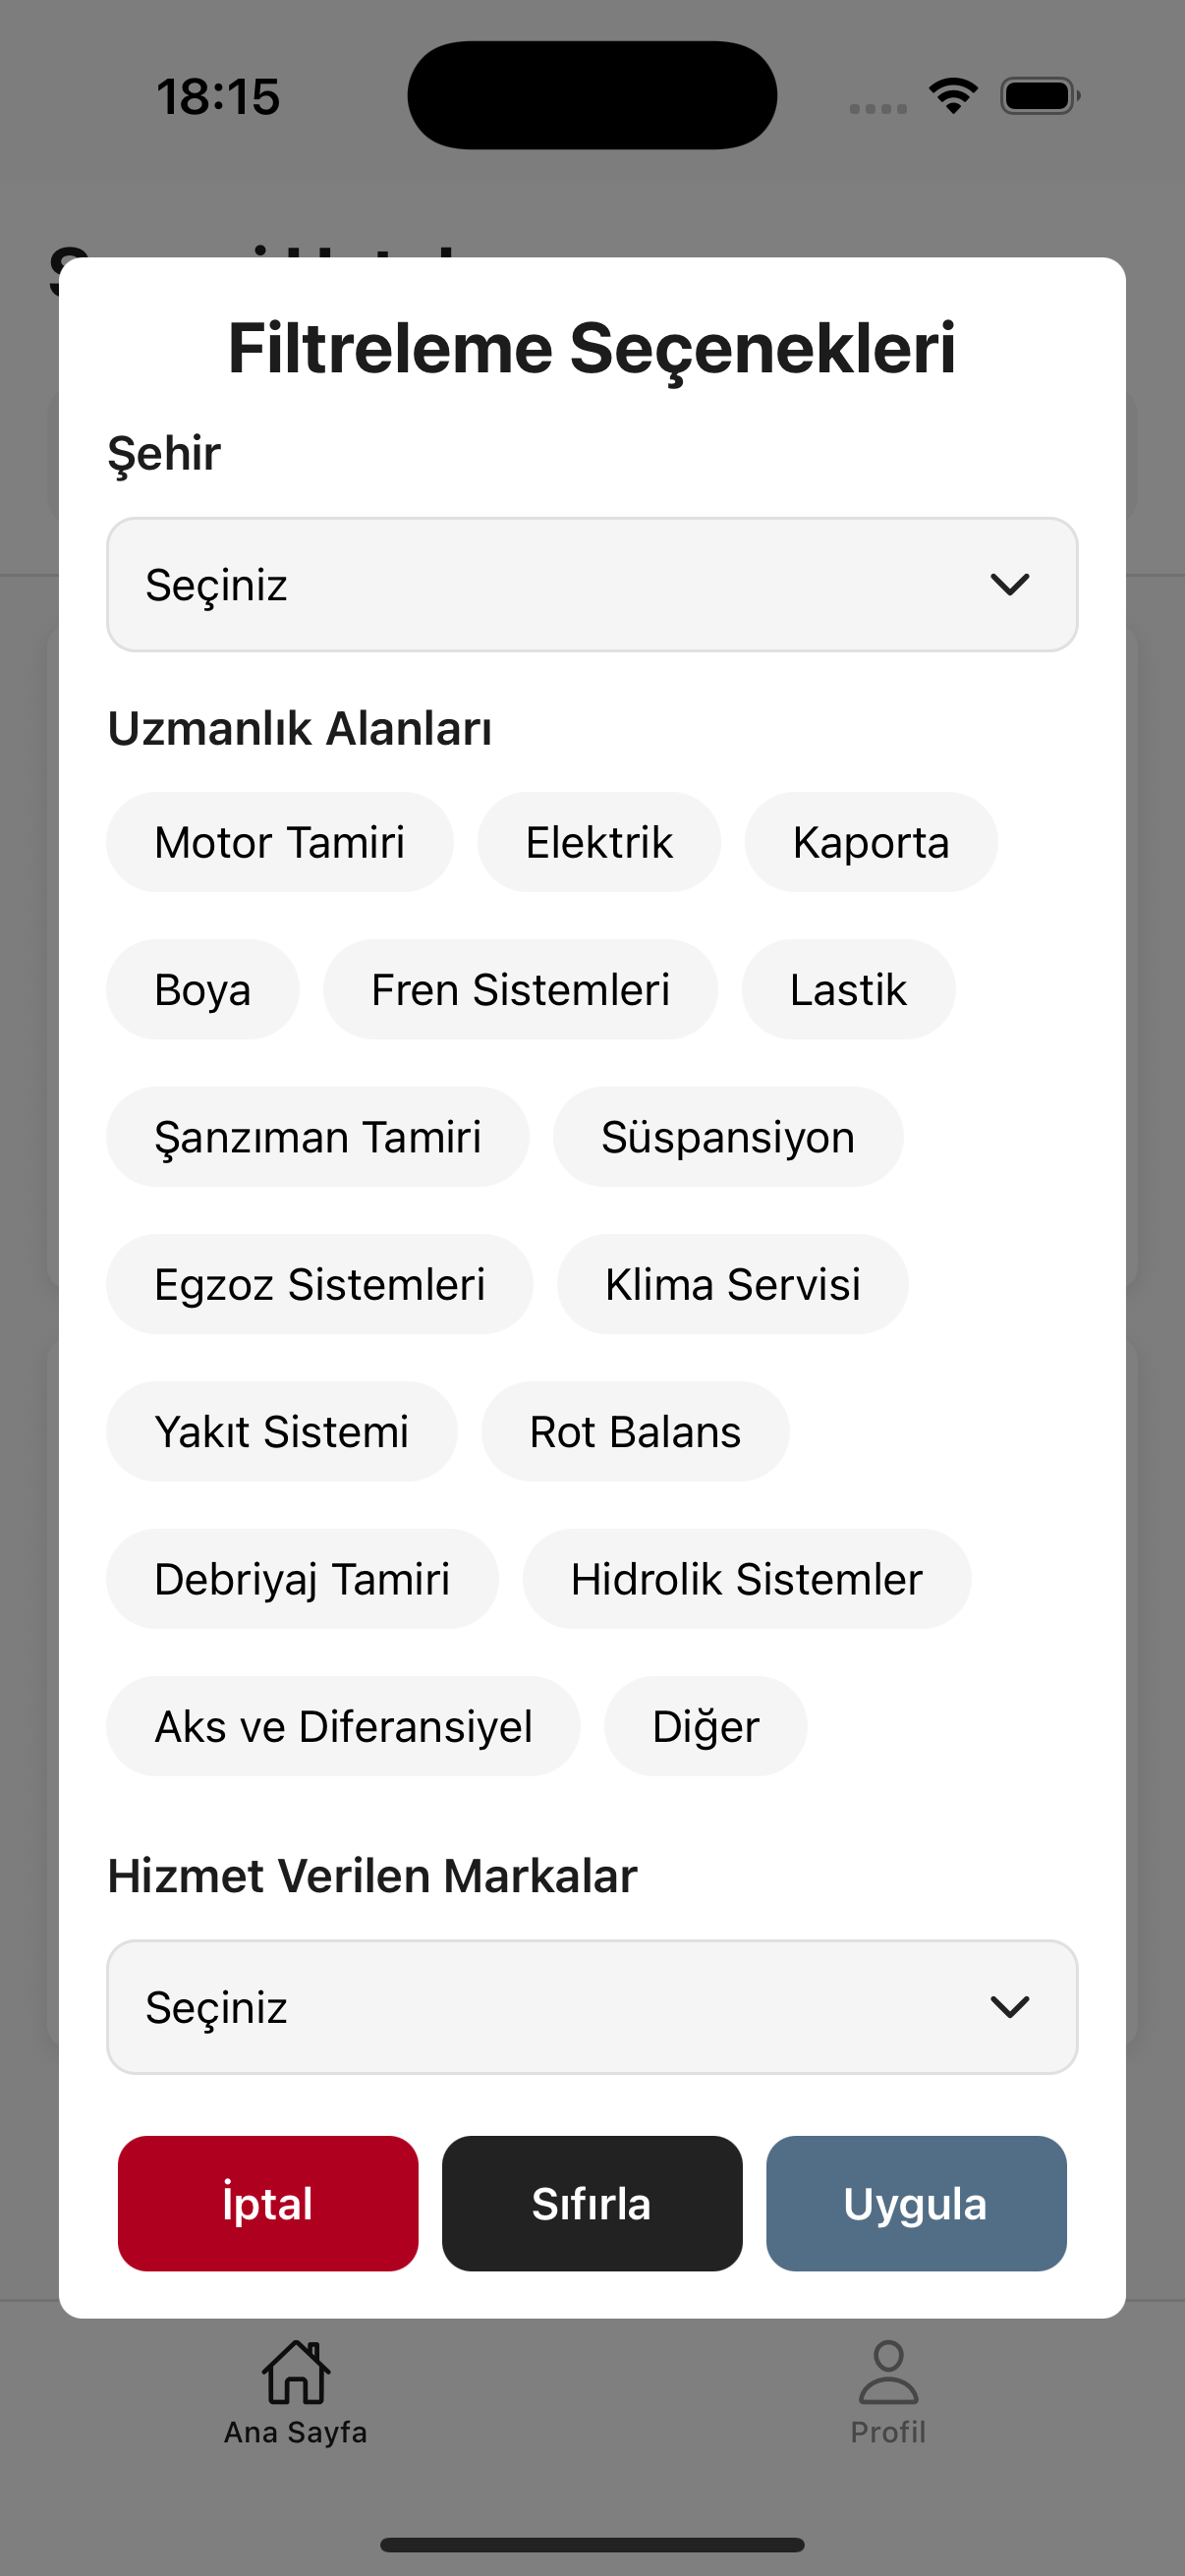 18:15
Filtreleme Seçenekleri
Şehir
Seçiniz
Uzmanlık Alanları
Motor Tamiri Elektrik Kaporta
Boya Fren Sistemleri Lastik
Şanzıman Tamiri Süspansiyon
Egzoz Sistemleri Klima Servisi
Yakıt Sistemi Rot Balans
Debriyaj Tamiri Hidrolik Sistemler
Aks ve Diferansiyel Diğer
Hizmet Verilen Markalar
Seçiniz
İptal Sıfırla Uygula
Ana Sayfa Profil